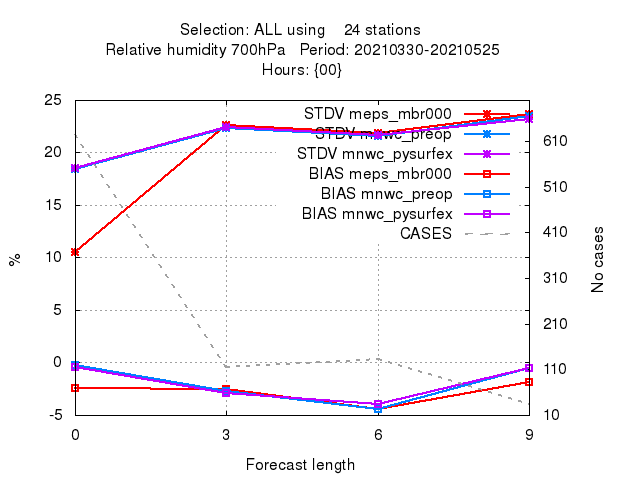 Selection: ALL using 24 stations
Relative humidity 700hPa Period: 20210330-20210525
Hours: {00}
25
20
15
10
5
0
-5
%
STDV meps_mbr000
STDV mnwc_preop
STDV mnwc_pysurfex
BIAS meps_mbr000
BIAS mnwc_preop
BIAS mnwc_pysurfex
CASES
610
510
410
310
210
110
10
No cases
0 3 6 9
Forecast length